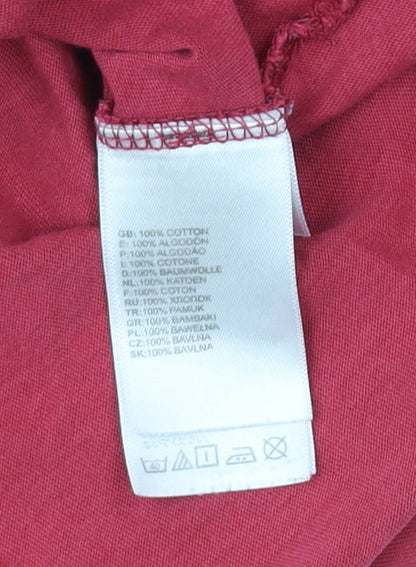 GB: 100% COTTON
E: 100% ALGODÓN
P: 100% ALGODÃO
I: 100% COTONE
D: 100% BAUMWOLLE
NL: 100% KATOEN
F: 100% COTON
RU: 100% ХЛОПОК
TR: 100% PAMUK
GR: 100% BAMBAKI
PL: 100% BAWEŁNA
CZ: 100% BAVLNA
SK: 100% BAVLNA
40